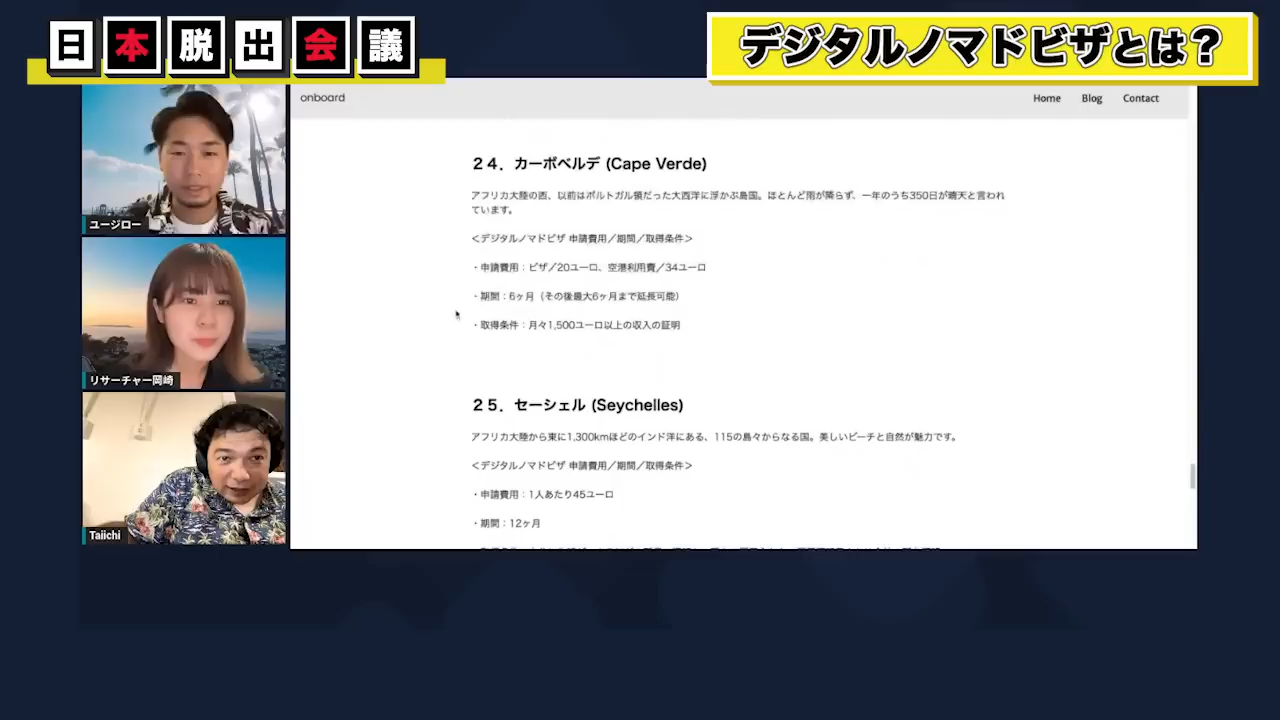 日本脱出会議
デジタルノマドビザとは？
onboard
Home Blog Contact
２４．カーボベルデ (Cape Verde)
アフリカ大陸の西、以前はポルトガル領だった大西洋に浮かぶ島国。ほとんど雨が降らず、一年のうち350日が晴天と言われ
ています。
＜デジタルノマドビザ 申請費用／期間／取得条件＞
・申請費用：ビザ／20ユーロ、空港利用費／34ユーロ
・期間：6ヶ月（その後最大6ヶ月まで延長可能）
・取得条件：月々1,500ユーロ以上の収入の証明
２５．セーシェル (Seychelles)
アフリカ大陸から東に1,300kmほどのインド洋にある、115の島々からなる国。美しいビーチと自然が魅力です。
＜デジタルノマドビザ 申請費用／期間／取得条件＞
・申請費用：1人あたり45ユーロ
・期間：12ヶ月
ユージロー
リサーチャー岡崎
Taiichi